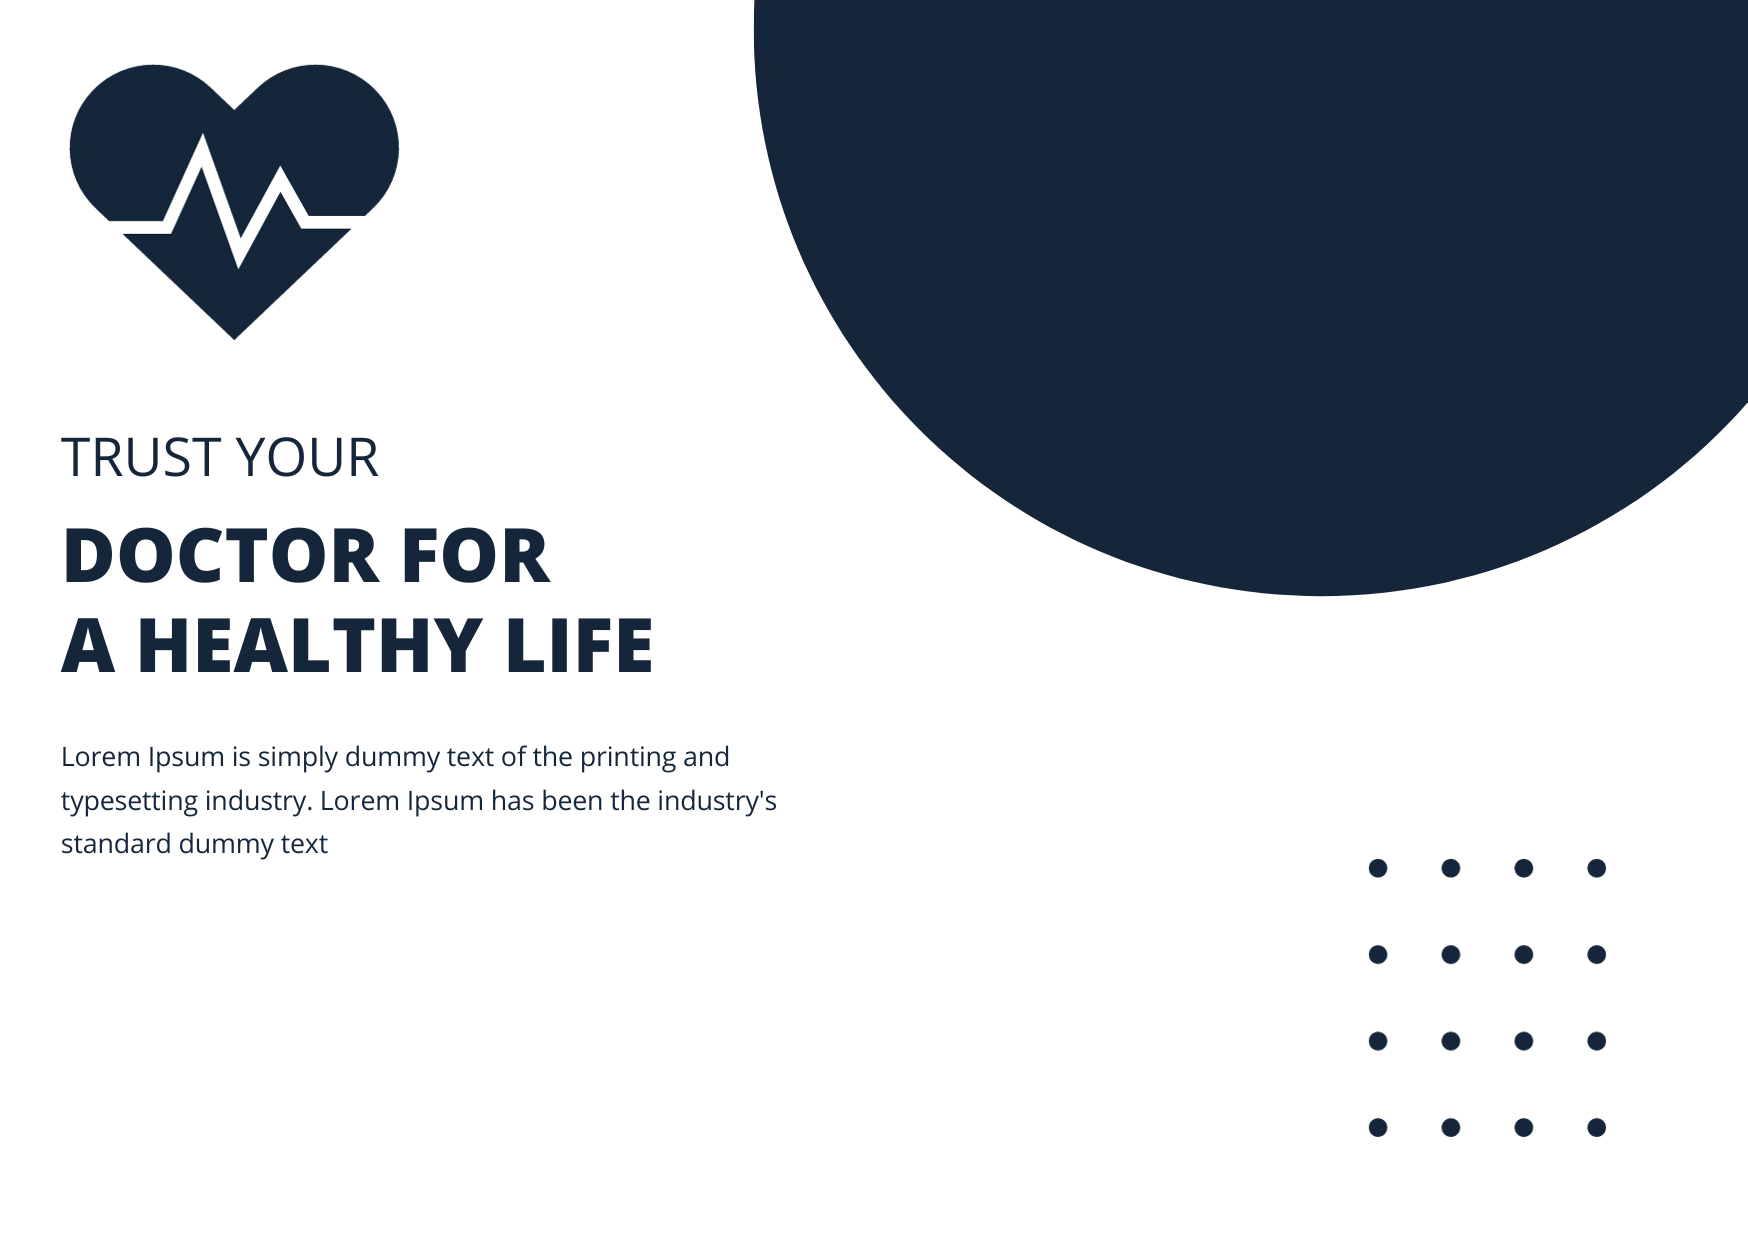 TRUST YOUR
DOCTOR FOR
A HEALTHY LIFE
Lorem Ipsum is simply dummy text of the printing and
typesetting industry. Lorem Ipsum has been the industry's
standard dummy text